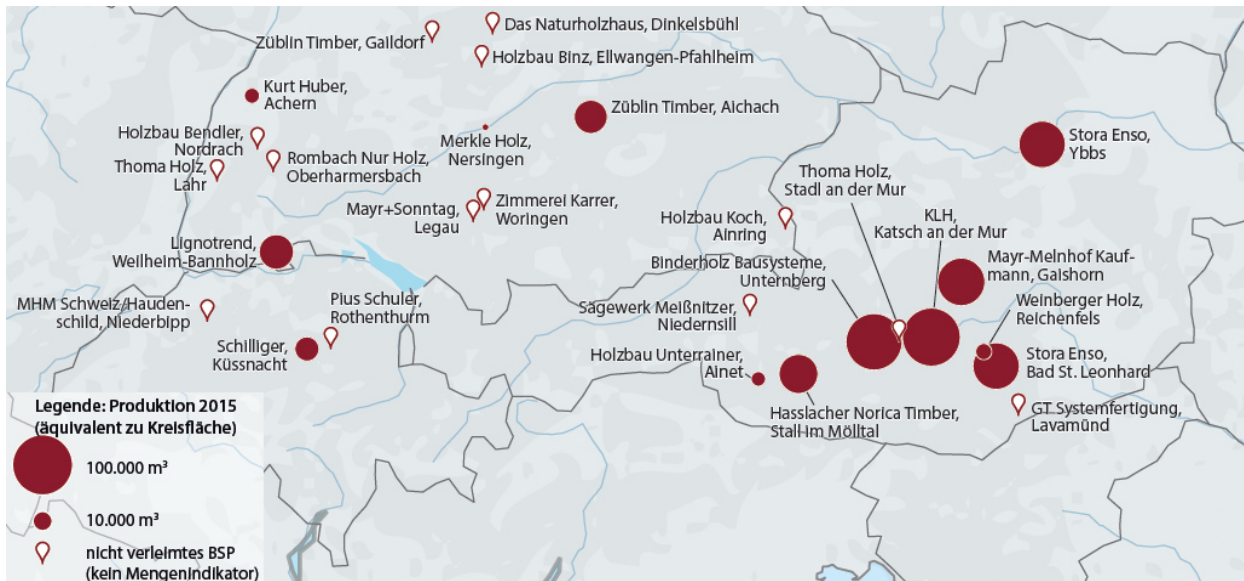 Das Naturholzhaus, Dinkelsbühl
Züblin Timber, Gaildorf
Holzbau Binz, Ellwangen-Pfahlheim
Kurt Huber,
Achern
Züblin Timber, Aichach
Holzbau Bendler,
Nordrach
Merkle Holz,
Nersingen
Stora Enso,
Ybbs
Thoma Holz,
Lahr
Rombach Nur Holz,
Oberharmersbach
Thoma Holz,
Stadl an der Mur
Mayr+Sonntag,
Legau
Zimmerei Karrer,
Woringen
Holzbau Koch,
Ainring
KLH,
Katsch an der Mur
Lignotrend,
Weilheim-Bannholz
Binderholz Bausysteme,
Unternberg
Mayr-Melnhof Kauf-
mann, Gaishorn
MHM Schweiz/Hauden-
schild, Niederbipp
Pius Schuler,
Rothenthurm
Sägewerk Meißnitzer,
Niedernsill
Weinberger Holz,
Reichenfels
Schilliger,
Küssnacht
Holzbau Unterrainer,
Ainet
Stora Enso,
Bad St. Leonhard
Hasslacher Norica Timber,
Stall im Mölltal
GT Systemfertigung,
Lavamünd
Legende: Produktion 2015
(äquivalent zu Kreisfläche)
100.000 m³
10.000 m³
nicht verleimtes BSP
(kein Mengenindikator)